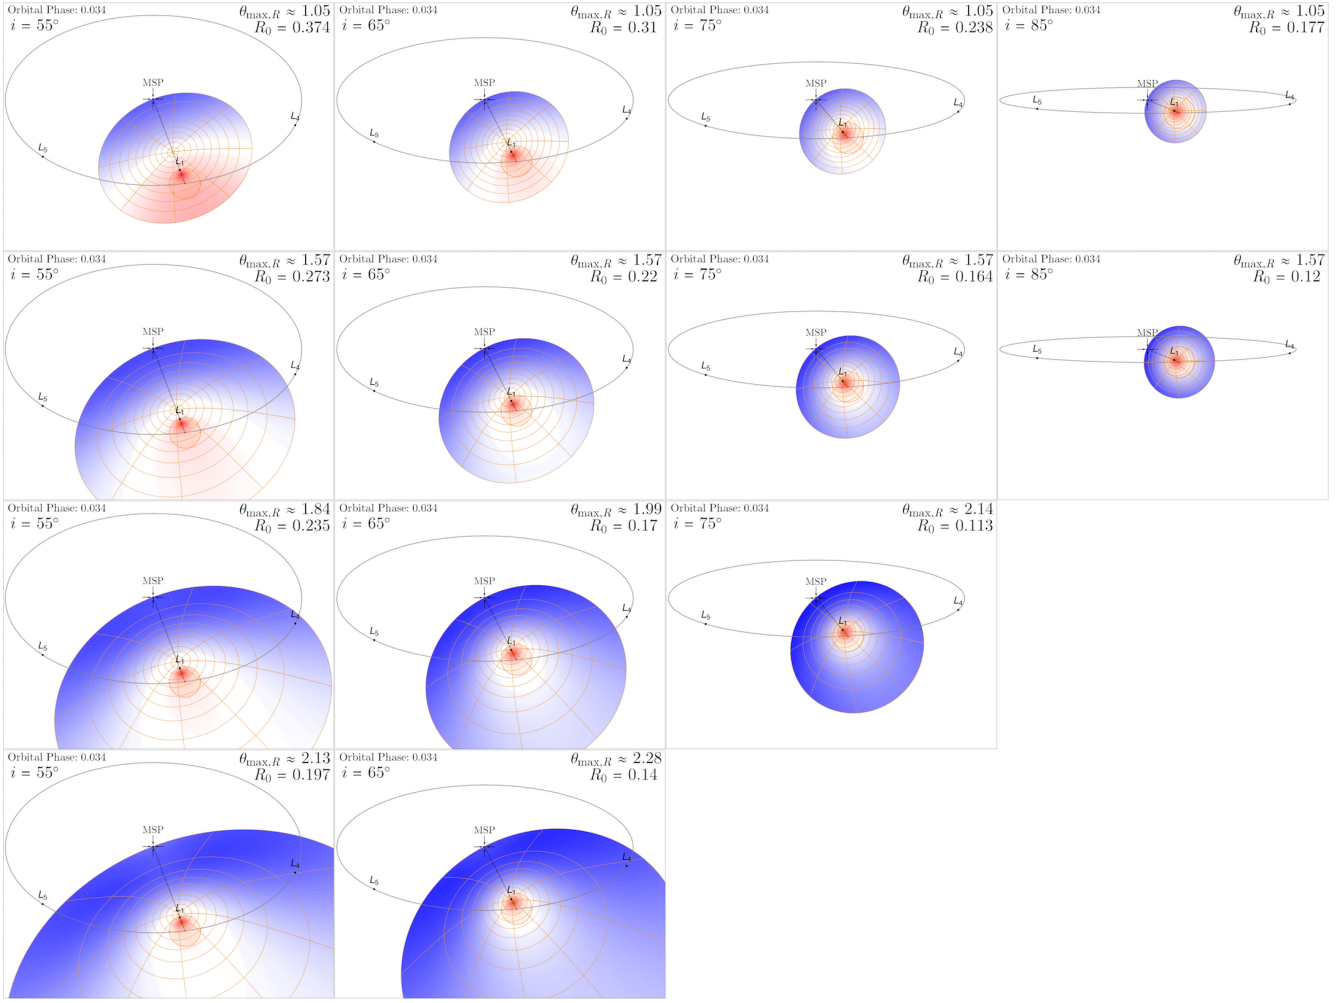 Orbital Phase: 0.034
θmax,R ≈ 1.05
i = 55°
R0 = 0.374
MSP
L4
L5
L1
Orbital Phase: 0.034
θmax,R ≈ 1.05
i = 65°
R0 = 0.31
MSP
L4
L5
L1
Orbital Phase: 0.034
θmax,R ≈ 1.05
i = 75°
R0 = 0.238
MSP
L4
L5
L1
Orbital Phase: 0.034
θmax,R ≈ 1.05
i = 85°
R0 = 0.177
MSP
L4
L5
L1
Orbital Phase: 0.034
θmax,R ≈ 1.57
i = 55°
R0 = 0.273
MSP
L4
L5
L1
Orbital Phase: 0.034
θmax,R ≈ 1.57
i = 65°
R0 = 0.22
MSP
L4
L5
L1
Orbital Phase: 0.034
θmax,R ≈ 1.57
i = 75°
R0 = 0.164
MSP
L4
L5
L1
Orbital Phase: 0.034
θmax,R ≈ 1.57
i = 85°
R0 = 0.12
MSP
L4
L5
L1
Orbital Phase: 0.034
θmax,R ≈ 1.84
i = 55°
R0 = 0.235
MSP
L4
L5
L1
Orbital Phase: 0.034
θmax,R ≈ 1.99
i = 65°
R0 = 0.17
MSP
L4
L5
L1
Orbital Phase: 0.034
θmax,R ≈ 2.14
i = 75°
R0 = 0.113
MSP
L4
L5
L1
Orbital Phase: 0.034
θmax,R ≈ 2.13
i = 55°
R0 = 0.197
MSP
L4
L5
L1
Orbital Phase: 0.034
θmax,R ≈ 2.28
i = 65°
R0 = 0.14
MSP
L4
L5
L1